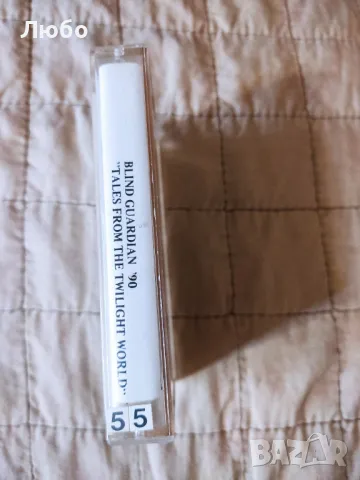 Любо
BLIND GUARDIAN '90
"TALES FROM THE TWILIGHT WORLD"
55
BAZAR